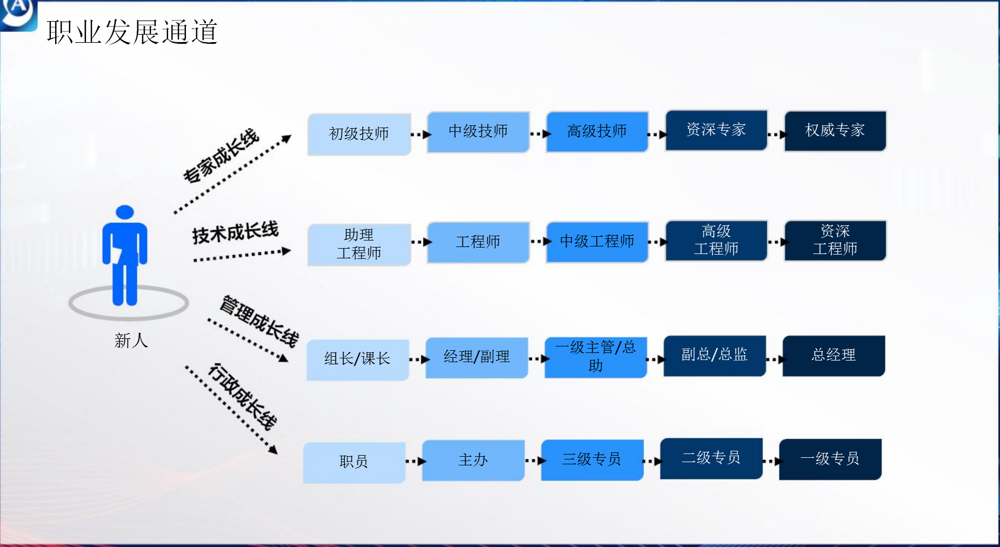 A
职业发展通道
专家成长线
初级技师
中级技师
高级技师
资深专家
权威专家
技术成长线
助理
工程师
工程师
中级工程师
高级
工程师
资深
工程师
新人
管理成长线
组长/课长
经理/副理
一级主管/总
助
副总/总监
总经理
行政成长线
职员
主办
三级专员
二级专员
一级专员